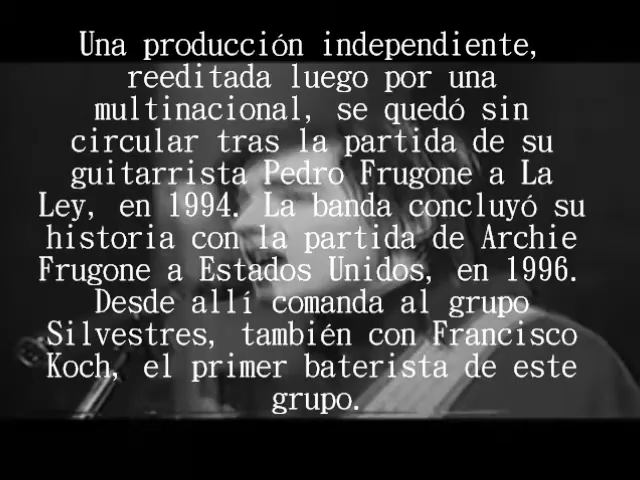 Una producción independiente,
reeditada luego por una
multinacional, se quedó sin
circular tras la partida de su
guitarrista Pedro Frugone a La
Ley, en 1994. La banda concluyó su
historia con la partida de Archie
Frugone a Estados Unidos, en 1996.
Desde allí comanda al grupo
Silvestres, también con Francisco
Koch, el primer baterista de este
grupo.